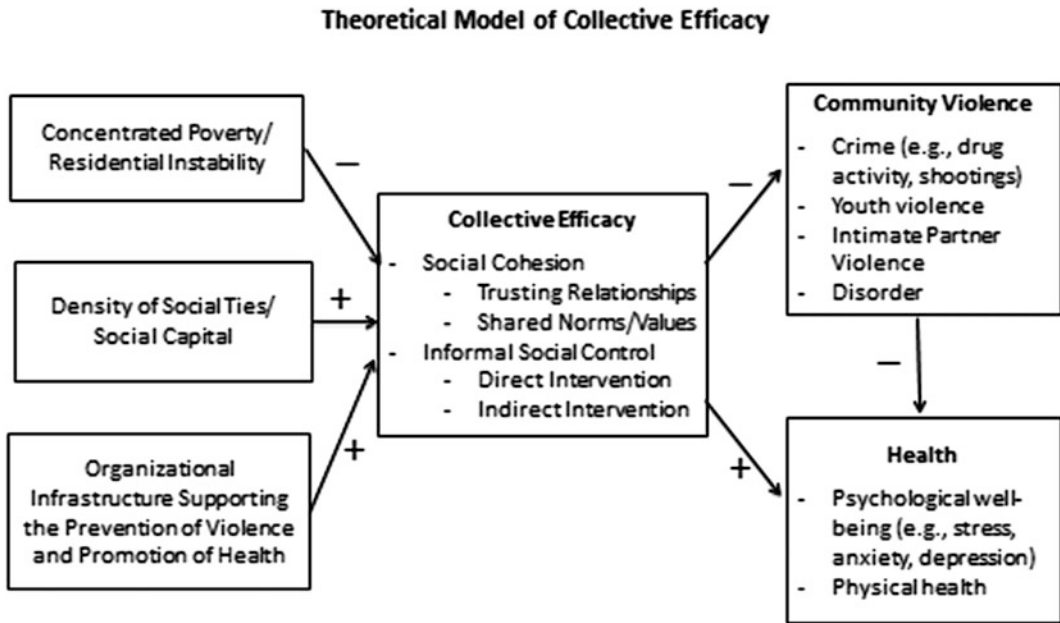 Theoretical Model of Collective Efficacy
Concentrated Poverty/
Residential Instability
−
Density of Social Ties/
Social Capital
+
Organizational
Infrastructure Supporting
the Prevention of Violence
and Promotion of Health
+
Collective Efficacy
- Social Cohesion
- Trusting Relationships
- Shared Norms/Values
- Informal Social Control
- Direct Intervention
- Indirect Intervention
−
+
Community Violence
- Crime (e.g., drug
activity, shootings)
- Youth violence
- Intimate Partner
Violence
- Disorder
−
Health
- Psychological well-
being (e.g., stress,
anxiety, depression)
- Physical health